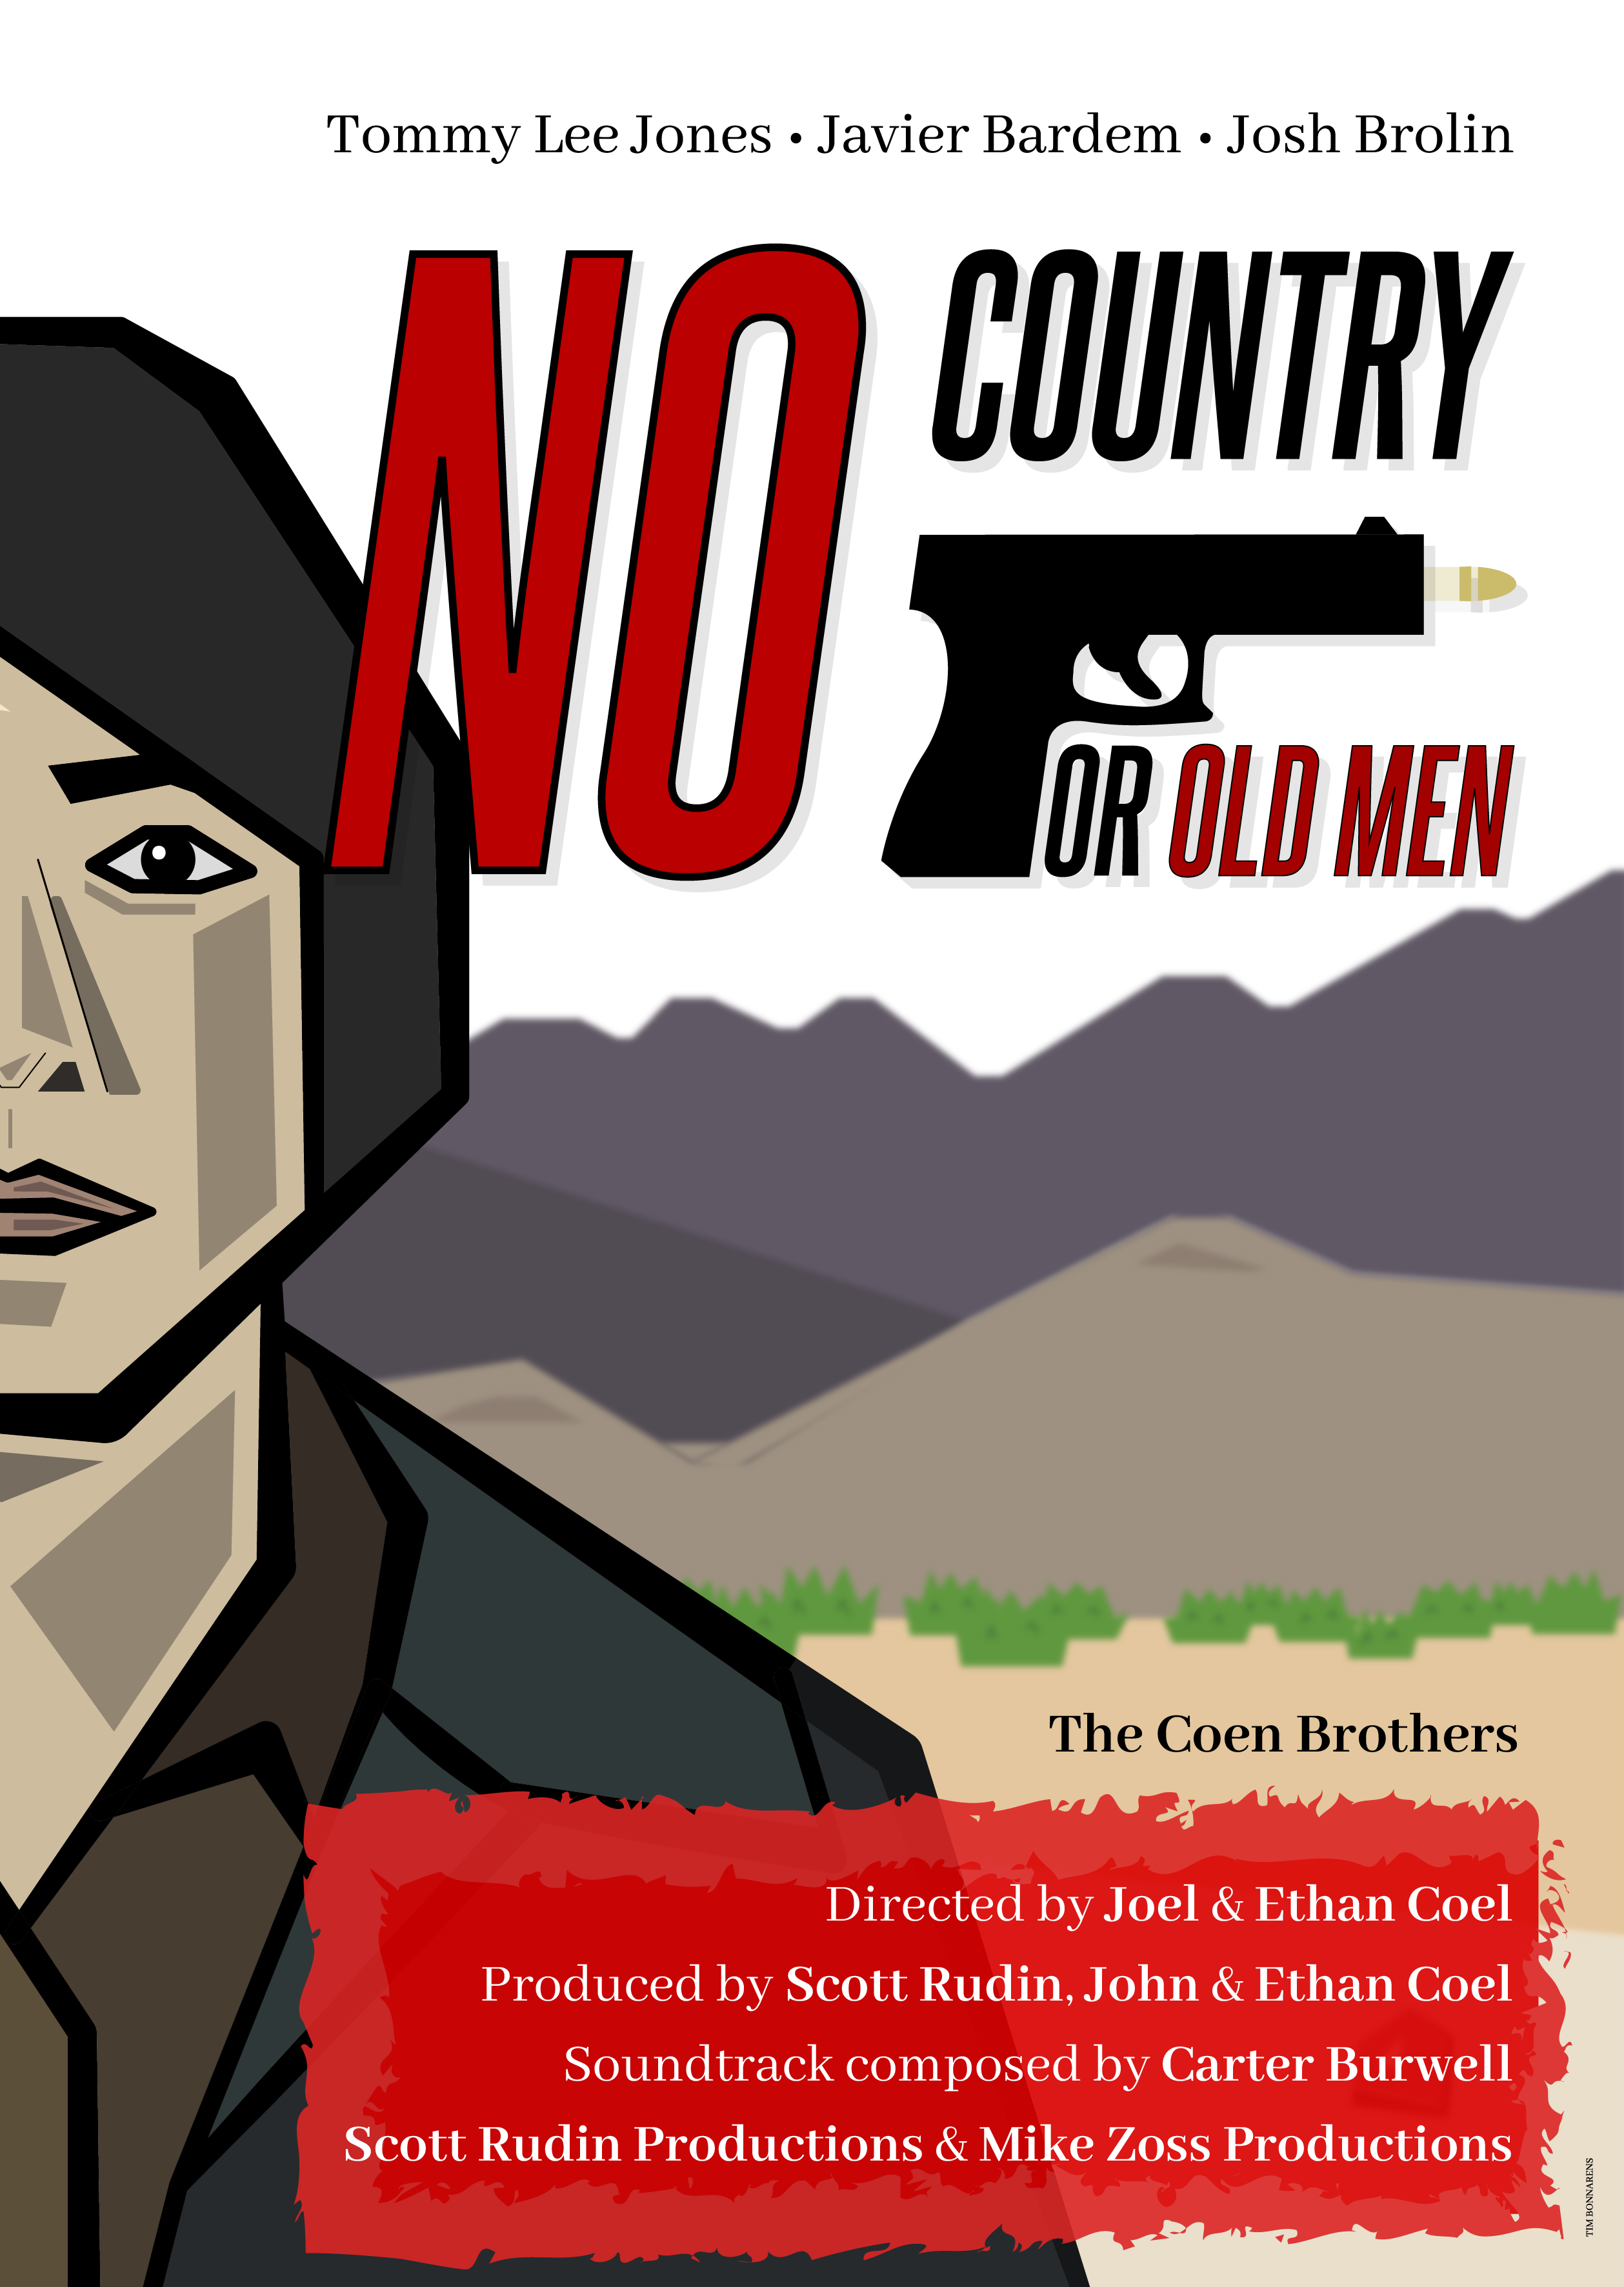 Tommy Lee Jones • Javier Bardem • Josh Brolin
NO COUNTRY
OR OLD MEN
The Coen Brothers
Directed by Joel & Ethan Coel
Produced by Scott Rudin, John & Ethan Coel
Soundtrack composed by Carter Burwell
Scott Rudin Productions & Mike Zoss Productions
TIM BONNARENS